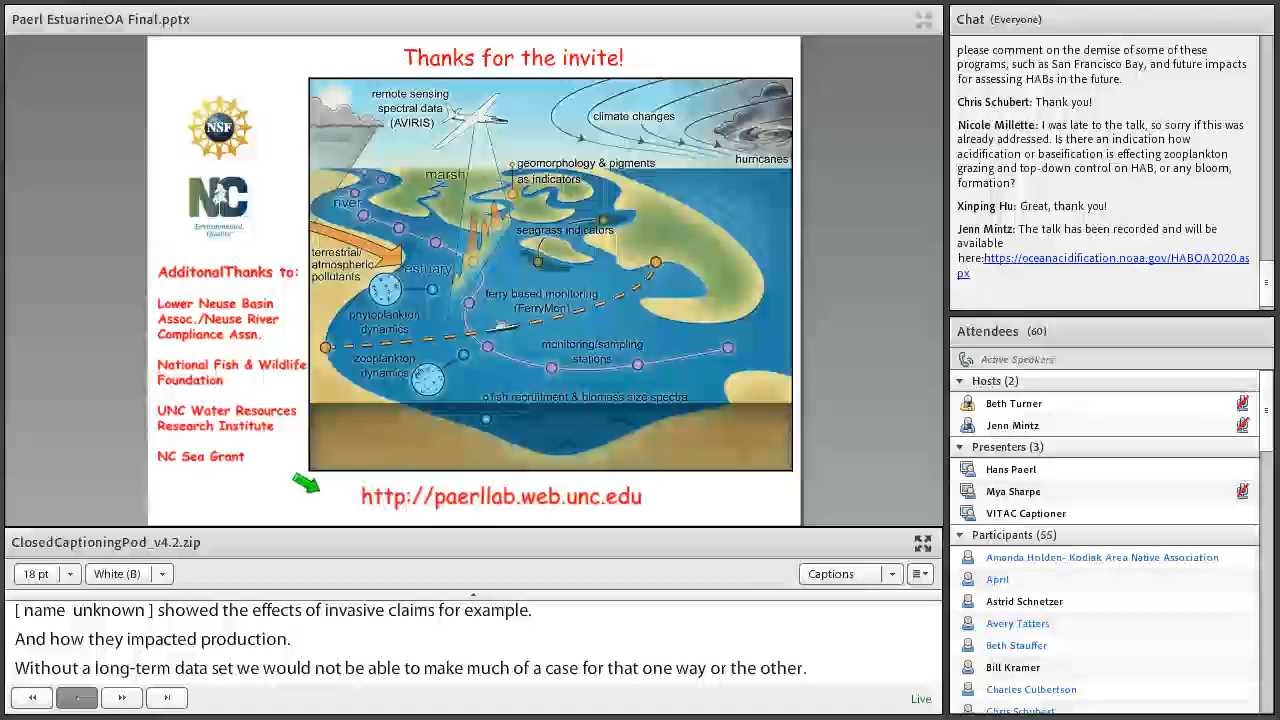 Paerl EstuarineOA Final.pptx
Thanks for the invite!
NSF
NC
Environmental
Quality
AdditonalThanks to:
Lower Neuse Basin
Assoc./Neuse River
Compliance Assn.
National Fish & Wildlife
Foundation
UNC Water Resources
Research Institute
NC Sea Grant
remote sensing
spectral data
(AVIRIS)
climate changes
hurricanes
geomorphology & pigments
as indicators
marsh
river
seagrass indicators
terrestrial/
atmospheric
pollutants
estuary
ferry based monitoring
(FerryMon)
phytoplankton
dynamics
monitoring/sampling
stations
zooplankton
dynamics
fish recruitment & biomass size spectra
http://paerllab.web.unc.edu
ClosedCaptioningPod_v4.2.zip
18 pt
White (B)
Captions
[ name unknown ] showed the effects of invasive claims for example.
And how they impacted production.
Without a long-term data set we would not be able to make much of a case for that one way or the other.
Live
Chat (Everyone)
please comment on the demise of some of these
programs, such as San Francisco Bay, and future impacts
for assessing HABs in the future.
Chris Schubert: Thank you!
Nicole Millette: I was late to the talk, so sorry if this was
already addressed. Is there an indication how
acidification or baseification is effecting zooplankton
grazing and top-down control on HAB, or any bloom,
formation?
Xinping Hu: Great, thank you!
Jenn Mintz: The talk has been recorded and will be
available
here:https://oceanacidification.noaa.gov/HABOA2020.as
px
Attendees (60)
Active Speakers
Hosts (2)
Beth Turner
Jenn Mintz
Presenters (3)
Hans Paerl
Mya Sharpe
VITAC Captioner
Participants (55)
Amanda Holden- Kodiak Area Native Association
April
Astrid Schnetzer
Avery Tatters
Beth Stauffer
Bill Kramer
Charles Culbertson
Chris Schubert